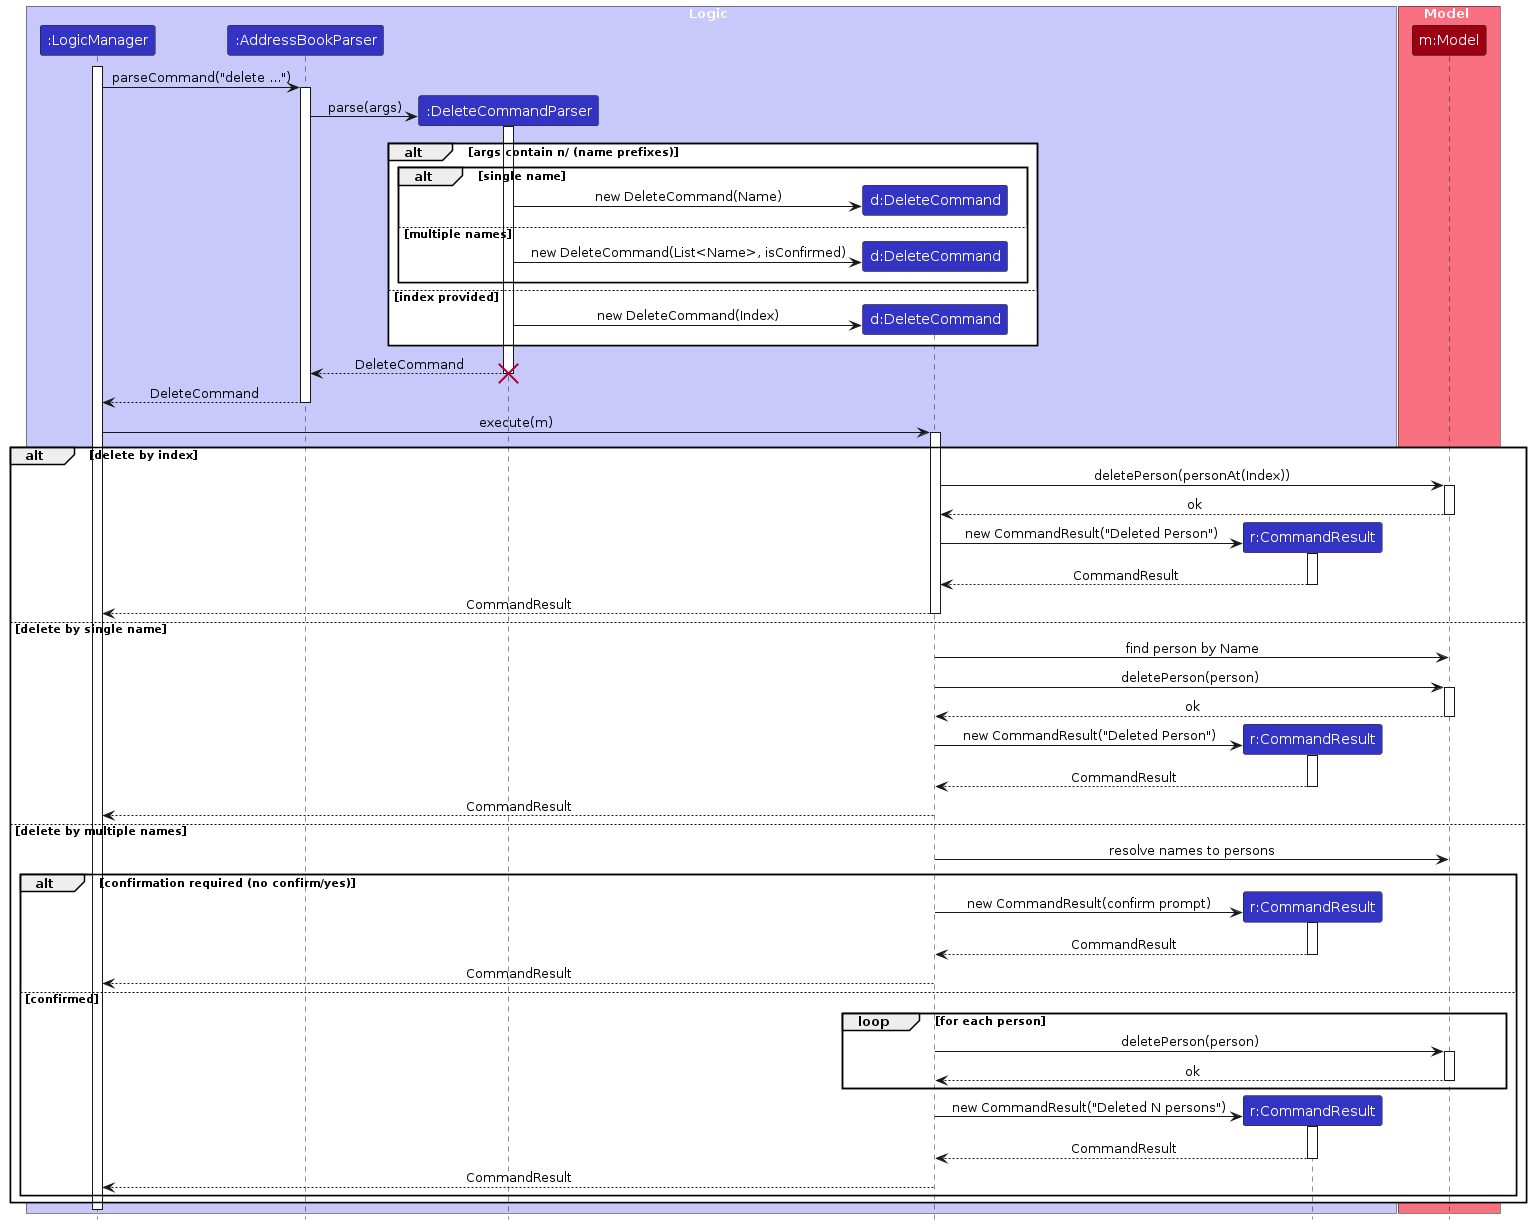 Logic
Model
:LogicManager
:AddressBookParser
m:Model
parseCommand("delete ...")
parse(args)
:DeleteCommandParser
alt
[args contain n/ (name prefixes)]
alt
[single name]
new DeleteCommand(Name)
d:DeleteCommand
[multiple names]
new DeleteCommand(List<Name>, isConfirmed)
d:DeleteCommand
[index provided]
new DeleteCommand(Index)
d:DeleteCommand
DeleteCommand
DeleteCommand
execute(m)
alt
[delete by index]
deletePerson(personAt(Index))
ok
new CommandResult("Deleted Person")
r:CommandResult
CommandResult
CommandResult
[delete by single name]
find person by Name
deletePerson(person)
ok
new CommandResult("Deleted Person")
r:CommandResult
CommandResult
CommandResult
[delete by multiple names]
resolve names to persons
alt
[confirmation required (no confirm/yes)]
new CommandResult(confirm prompt)
r:CommandResult
CommandResult
CommandResult
[confirmed]
loop
[for each person]
deletePerson(person)
ok
new CommandResult("Deleted N persons")
r:CommandResult
CommandResult
CommandResult